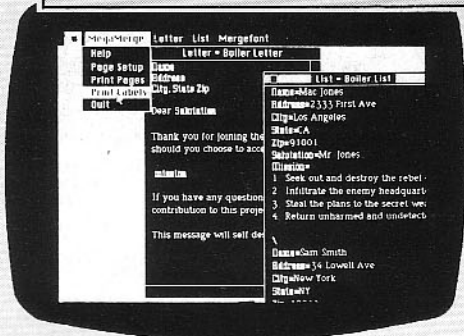 MegaMerge Letter List Mergefont
Help
Page Setup
Print Pages
Print Labels
Quit
Letter = Boiler Letter
Name
Address
City, State Zip
Dear Salutation
Thank you for joining the
should you choose to acce
mission
If you have any question
contribution to this proje
This message will self de
List = Boiler List
Name=Mac Jones
Address=2333 First Ave
City=Los Angeles
State=CA
Zip=91001
Salutation=Mr Jones
Mission=
1 Seek out and destroy the rebel
2 Infiltrate the enemy headquart
3 Steal the plans to the secret wea
4 Return unharmed and undetect
\
Name=Sam Smith
Address=34 Lowell Ave
City=New York
State=NY